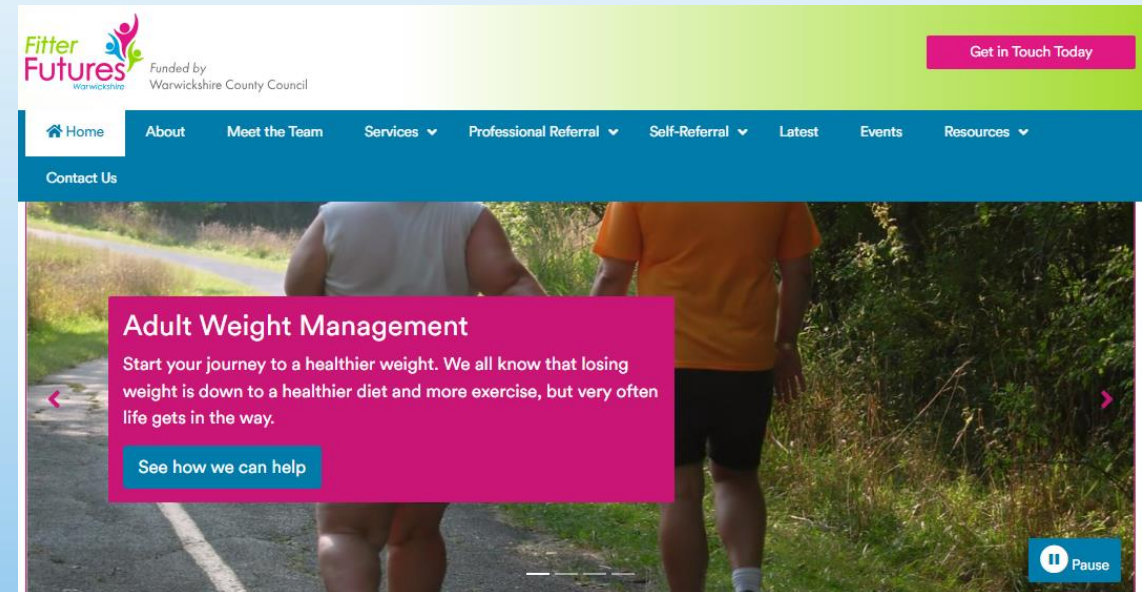 Fitter
Futures
Warwickshire
Funded by
Warwickshire County Council
Get in Touch Today
Home About Meet the Team Services Professional Referral Self-Referral Latest Events Resources
Contact Us
Adult Weight Management
Start your journey to a healthier weight. We all know that losing
weight is down to a healthier diet and more exercise, but very often
life gets in the way.
See how we can help
Pause